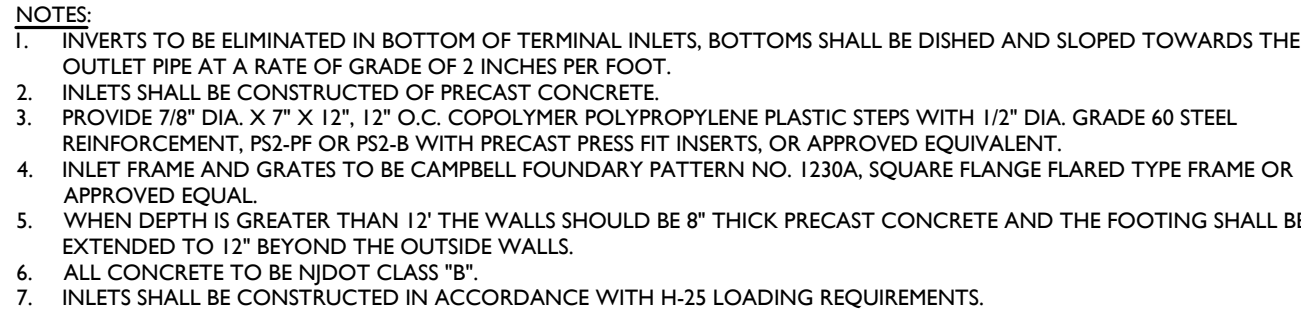 NOTES:
1. INVERTS TO BE ELIMINATED IN BOTTOM OF TERMINAL INLETS, BOTTOMS SHALL BE DISHED AND SLOPED TOWARDS THE
OUTLET PIPE AT A RATE OF GRADE OF 2 INCHES PER FOOT.
2. INLETS SHALL BE CONSTRUCTED OF PRECAST CONCRETE.
3. PROVIDE 7/8" DIA. X 7" X 12", 12" O.C. COPOLYMER POLYPROPYLENE PLASTIC STEPS WITH 1/2" DIA. GRADE 60 STEEL
REINFORCEMENT, PS2-PF OR PS2-B WITH PRECAST PRESS FIT INSERTS, OR APPROVED EQUIVALENT.
4. INLET FRAME AND GRATES TO BE CAMPBELL FOUNDARY PATTERN NO. 1230A, SQUARE FLANGE FLARED TYPE FRAME OR
APPROVED EQUAL.
5. WHEN DEPTH IS GREATER THAN 12' THE WALLS SHOULD BE 8" THICK PRECAST CONCRETE AND THE FOOTING SHALL BE
EXTENDED TO 12" BEYOND THE OUTSIDE WALLS.
6. ALL CONCRETE TO BE NJDOT CLASS "B".
7. INLETS SHALL BE CONSTRUCTED IN ACCORDANCE WITH H-25 LOADING REQUIREMENTS.